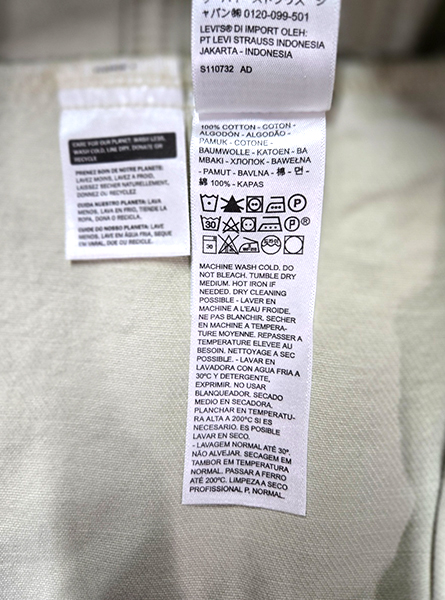 ャパン㈱ 0120-099-501
LEVI'S® DI IMPORT OLEH:
PT LEVI STRAUSS INDONESIA
JAKARTA - INDONESIA
S110732 AD
CARE FOR OUR PLANET: WASH LESS,
WASH COLD, LINE DRY, DONATE OR
RECYCLE
PRENEZ SOIN DE NOTRE PLANETE:
LAVEZ MOINS, LAVEZ A FROID,
LAISSEZ SECHER NATURELLEMENT,
DONNEZ OU RECYCLEZ
CUIDA NUESTRO PLANETA: LAVA
MENOS, LAVA EN FRIO, TIENDE LA
ROPA, DONA O RECICLA.
CUIDE DO NOSSO PLANETA: LAVE
MENOS, LAVE EM ÁGUA FRIA, SEQUE
EM VARAL, DOE OU RECICLE.
100% COTTON - COTON -
ALGODÓN - ALGODÃO -
PAMUK - COTONE -
BAUMWOLLE - KATOEN - BA
MBAKI - ХЛОПОК - BAWEŁNA
- PAMUT - BAVLNA - 棉 - 면 -
綿 100% - KAPAS
P
30 P ®
30
MACHINE WASH COLD. DO
NOT BLEACH. TUMBLE DRY
MEDIUM. HOT IRON IF
NEEDED. DRY CLEANING
POSSIBLE - LAVER EN
MACHINE A L'EAU FROIDE.
NE PAS BLANCHIR. SECHER
EN MACHINE A TEMPERA-
TURE MOYENNE. REPASSER A
TEMPERATURE ELEVEE AU
BESOIN. NETTOYAGE A SEC
POSSIBLE. - LAVAR EN
LAVADORA CON AGUA FRIA A
30ºC Y DETERGENTE,
EXPRIMIR. NO USAR
BLANQUEADOR. SECADO
MEDIO EN SECADORA.
PLANCHAR EN TEMPERATU-
RA ALTA A 200ºC SI ES
NECESARIO. ES POSIBLE
LAVAR EN SECO.
- LAVAGEM NORMAL ATÉ 30º.
NÃO ALVEJAR. SECAGEM EM
TAMBOR EM TEMPERATURA
NORMAL. PASSAR A FERRO
ATÉ 200ºC. LIMPEZA A SECO
PROFISSIONAL P, NORMAL.